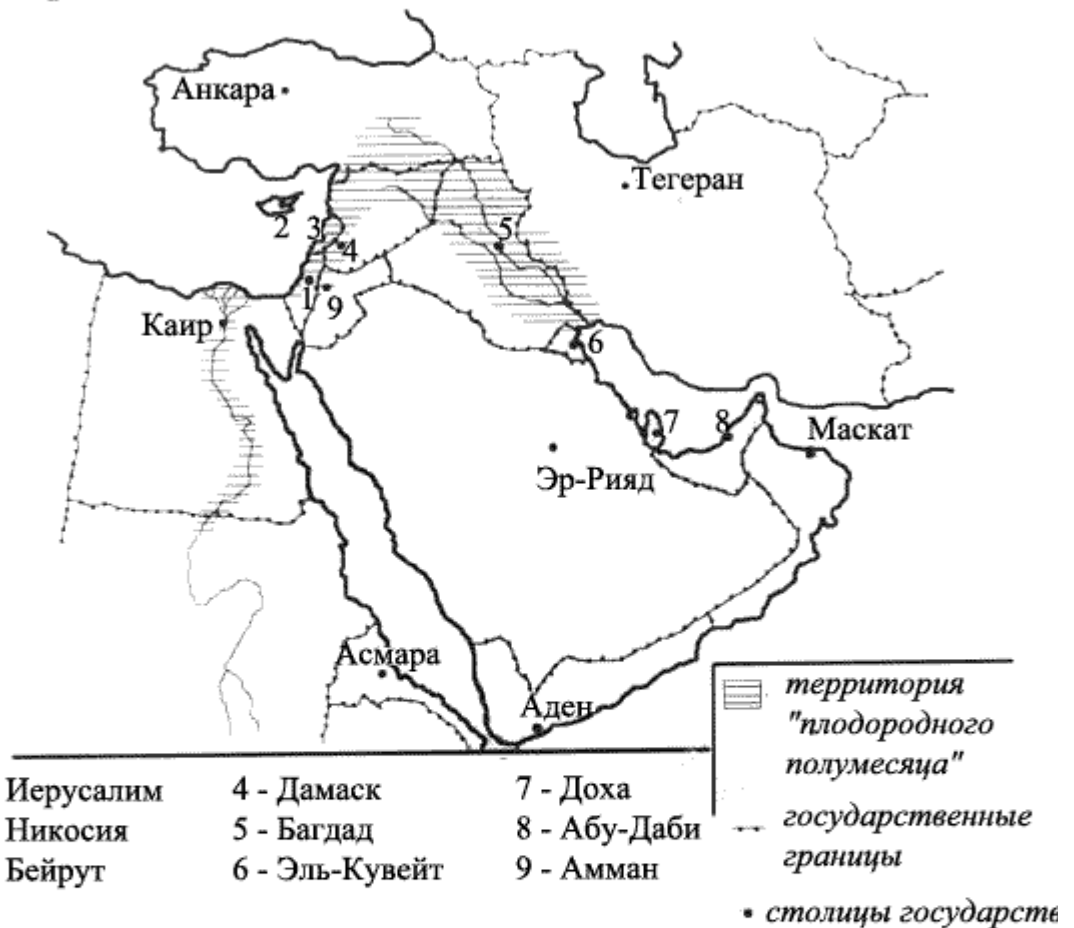 Анкара
Тегеран
2
3
4
5
1
9
Каир
6
7
8
Маскат
Эр-Рияд
Асмара
Аден
территория
"плодородного
полумесяца"
государственные
границы
столицы государств
Иерусалим 4 - Дамаск 7 - Доха
Никосия 5 - Багдад 8 - Абу-Даби
Бейрут 6 - Эль-Кувейт 9 - Амман